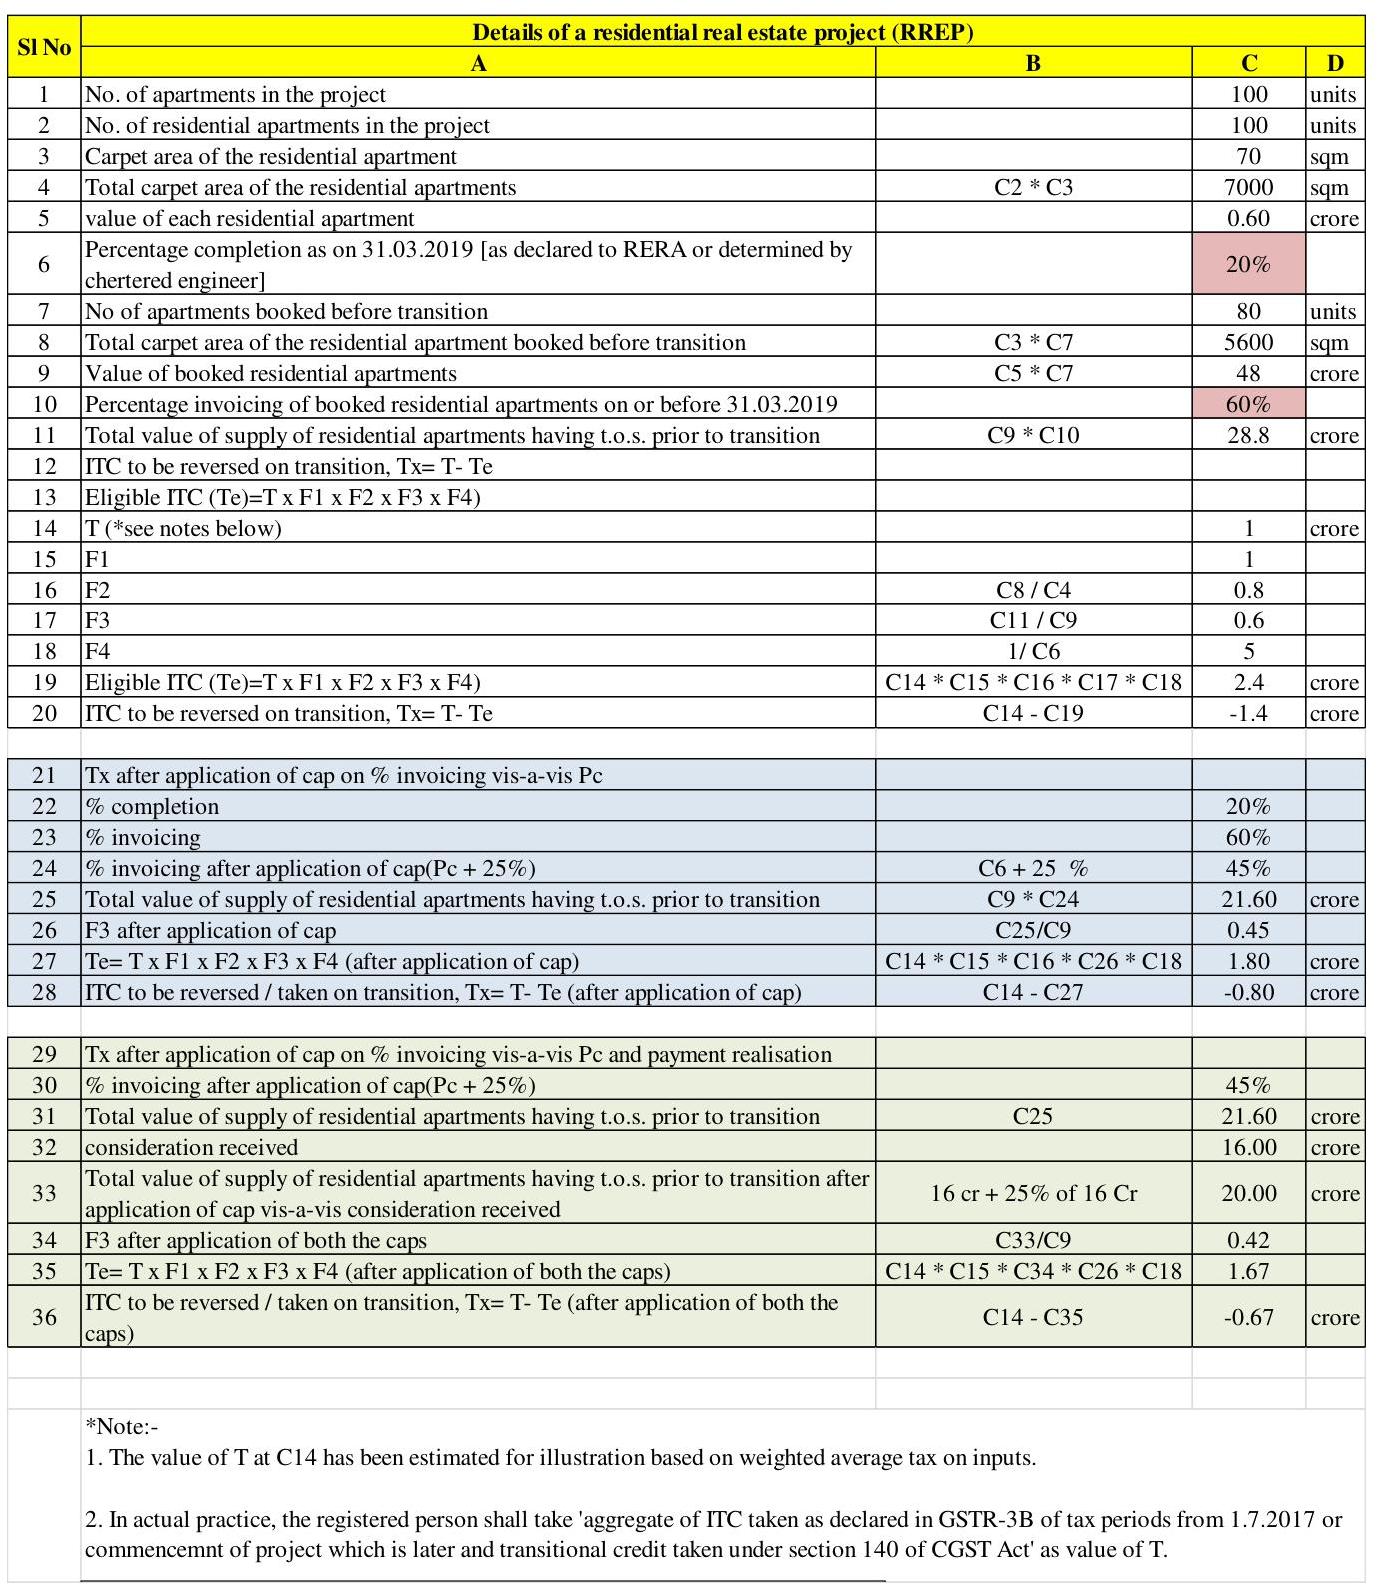 Sl No Details of a residential real estate project (RREP)
A B C D
1 No. of apartments in the project 100 units
2 No. of residential apartments in the project 100 units
3 Carpet area of the residential apartment 70 sqm
4 Total carpet area of the residential apartments C2 * C3 7000 sqm
5 value of each residential apartment 0.60 crore
6 Percentage completion as on 31.03.2019 [as declared to RERA or determined by
chartered engineer] 20%
7 No of apartments booked before transition 80 units
8 Total carpet area of the residential apartment booked before transition C3 * C7 5600 sqm
9 Value of booked residential apartments C5 * C7 48 crore
10 Percentage invoicing of booked residential apartments on or before 31.03.2019 60%
11 Total value of supply of residential apartments having t.o.s. prior to transition C9 * C10 28.8 crore
12 ITC to be reversed on transition, Tx= T- Te
13 Eligible ITC (Te)=T x F1 x F2 x F3 x F4)
14 T (*see notes below) 1 crore
15 F1 1
16 F2 C8 / C4 0.8
17 F3 C11 / C9 0.6
18 F4 1/ C6 5
19 Eligible ITC (Te)=T x F1 x F2 x F3 x F4) C14 * C15 * C16 * C17 * C18 2.4 crore
20 ITC to be reversed on transition, Tx= T- Te C14 - C19 -1.4 crore
21 Tx after application of cap on % invoicing vis-a-vis Pc
22 % completion 20%
23 % invoicing 60%
24 % invoicing after application of cap(Pc + 25%) C6 + 25 % 45%
25 Total value of supply of residential apartments having t.o.s. prior to transition C9 * C24 21.60 crore
26 F3 after application of cap C25/C9 0.45
27 Te= T x F1 x F2 x F3 x F4 (after application of cap) C14 * C15 * C16 * C26 * C18 1.80 crore
28 ITC to be reversed / taken on transition, Tx= T- Te (after application of cap) C14 - C27 -0.80 crore
29 Tx after application of cap on % invoicing vis-a-vis Pc and payment realisation
30 % invoicing after application of cap(Pc + 25%) 45%
31 Total value of supply of residential apartments having t.o.s. prior to transition C25 21.60 crore
32 consideration received 16.00 crore
33 Total value of supply of residential apartments having t.o.s. prior to transition after
application of cap vis-a-vis consideration received 16 cr + 25% of 16 Cr 20.00 crore
34 F3 after application of both the caps C33/C9 0.42
35 Te= T x F1 x F2 x F3 x F4 (after application of both the caps) C14 * C15 * C34 * C26 * C18 1.67
36 ITC to be reversed / taken on transition, Tx= T- Te (after application of both the
caps) C14 - C35 -0.67 crore
*Note:-
1. The value of T at C14 has been estimated for illustration based on weighted average tax on inputs.
2. In actual practice, the registered person shall take 'aggregate of ITC taken as declared in GSTR-3B of tax periods from 1.7.2017 or
commencemnt of project which is later and transitional credit taken under section 140 of CGST Act' as value of T.